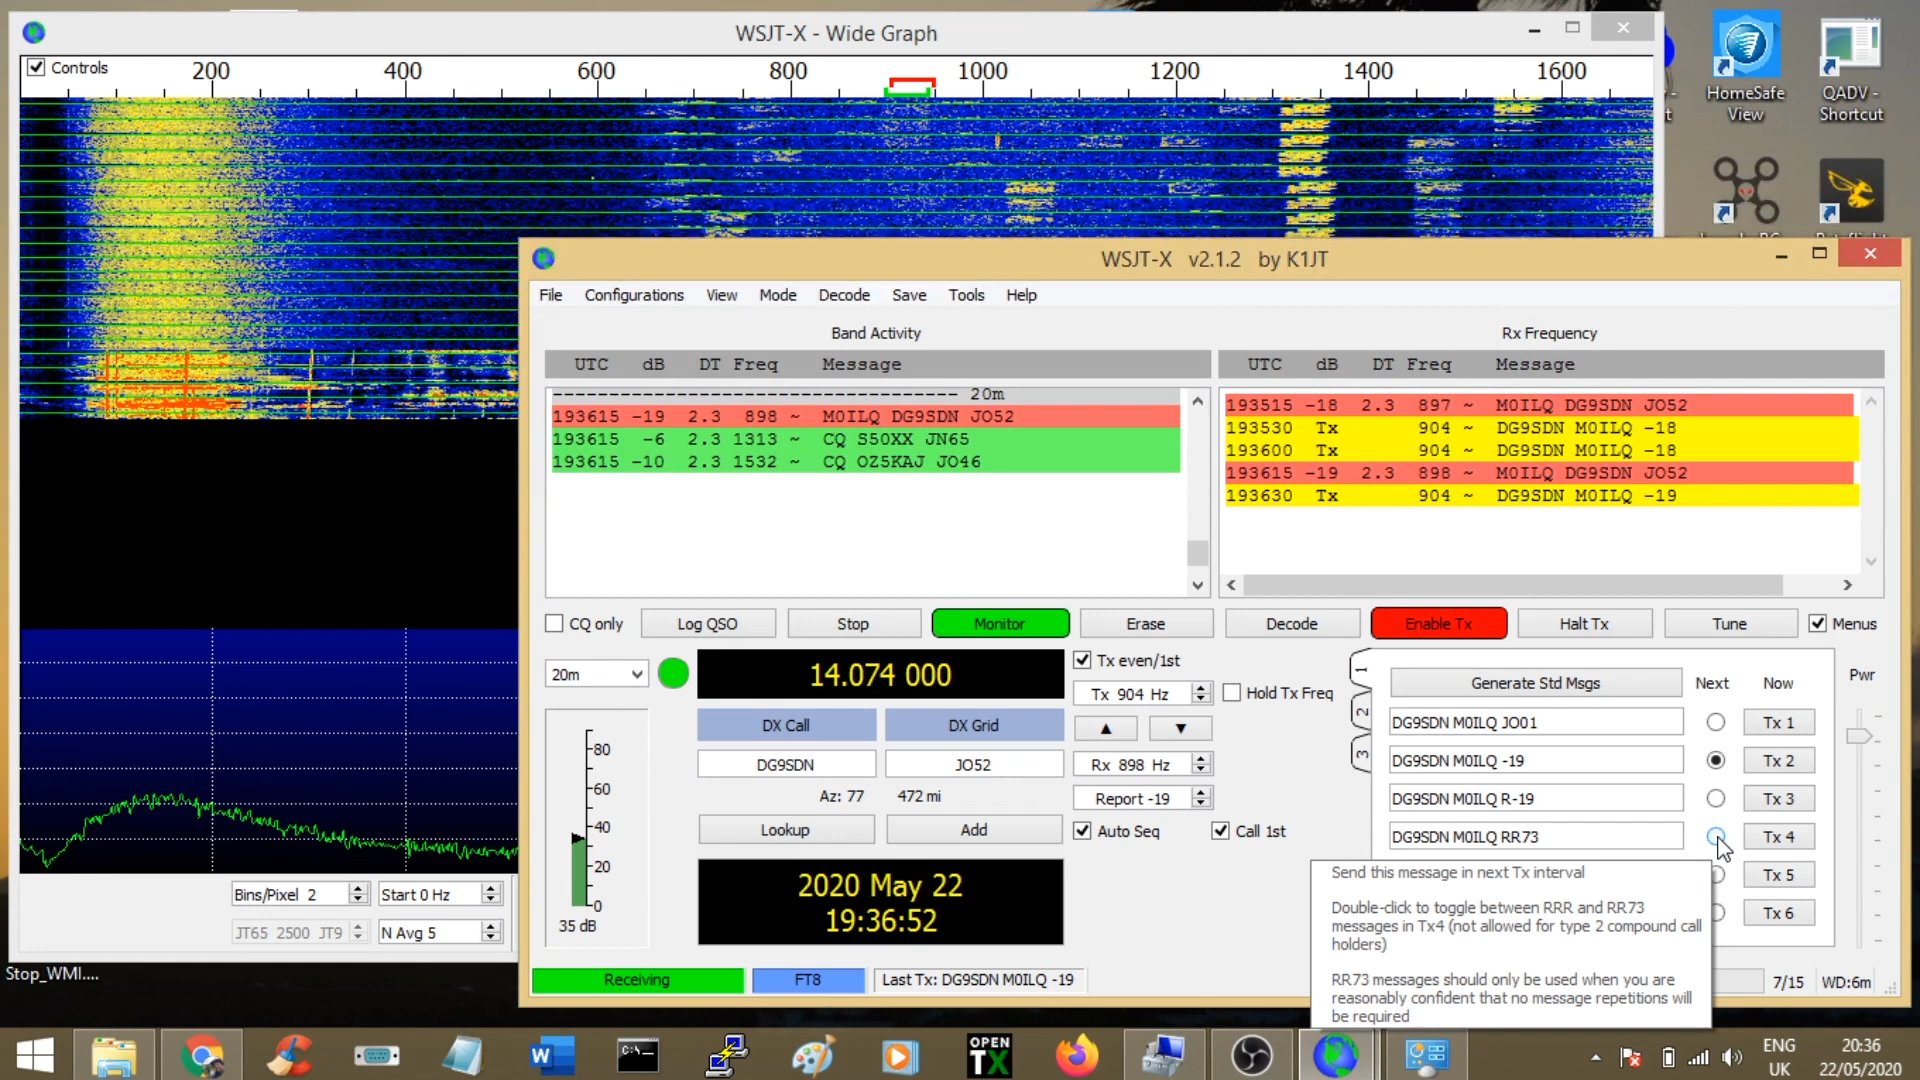 WSJT-X - Wide Graph
Controls
200 400 600 800 1000 1200 1400 1600
HomeSafe View
QADV - Shortcut
WSJT-X v2.1.2 by K1JT
File Configurations View Mode Decode Save Tools Help
Band Activity
Rx Frequency
UTC dB DT Freq Message
UTC dB DT Freq Message
------------------------------------ 20m
193615 -19 2.3 898 ~ M0ILQ DG9SDN JO52
193615 -6 2.3 1313 ~ CQ S50XX JN65
193615 -10 2.3 1532 ~ CQ OZ5KAJ JO46
193515 -18 2.3 897 ~ M0ILQ DG9SDN JO52
193530 Tx 904 ~ DG9SDN M0ILQ -18
193600 Tx 904 ~ DG9SDN M0ILQ -18
193615 -19 2.3 898 ~ M0ILQ DG9SDN JO52
193630 Tx 904 ~ DG9SDN M0ILQ -19
CQ only Log QSO Stop Monitor Erase Decode Enable Tx Halt Tx Tune Menus
20m
14.074 000
Tx even/1st
Tx 904 Hz
Hold Tx Freq
DX Call
DX Grid
DG9SDN
JO52
Rx 898 Hz
Az: 77
472 mi
Report -19
Lookup
Add
Auto Seq
Call 1st
80
60
40
20
0
35 dB
2020 May 22
19:36:52
1
2
3
Generate Std Msgs Next Now Pwr
DG9SDN M0ILQ JO01 Tx 1
DG9SDN M0ILQ -19 Tx 2
DG9SDN M0ILQ R-19 Tx 3
DG9SDN M0ILQ RR73 Tx 4
Tx 5
Tx 6
Send this message in next Tx interval
Double-click to toggle between RRR and RR73
messages in Tx4 (not allowed for type 2 compound call
holders)
RR73 messages should only be used when you are
reasonably confident that no message repetitions will
be required
Bins/Pixel 2
Start 0 Hz
JT65 2500 JT9
N Avg 5
Stop_WMI....
Receiving
FT8
Last Tx: DG9SDN M0ILQ -19
7/15
WD:6m
W
C:\
OPEN
TX
ENG
UK
20:36
22/05/2020